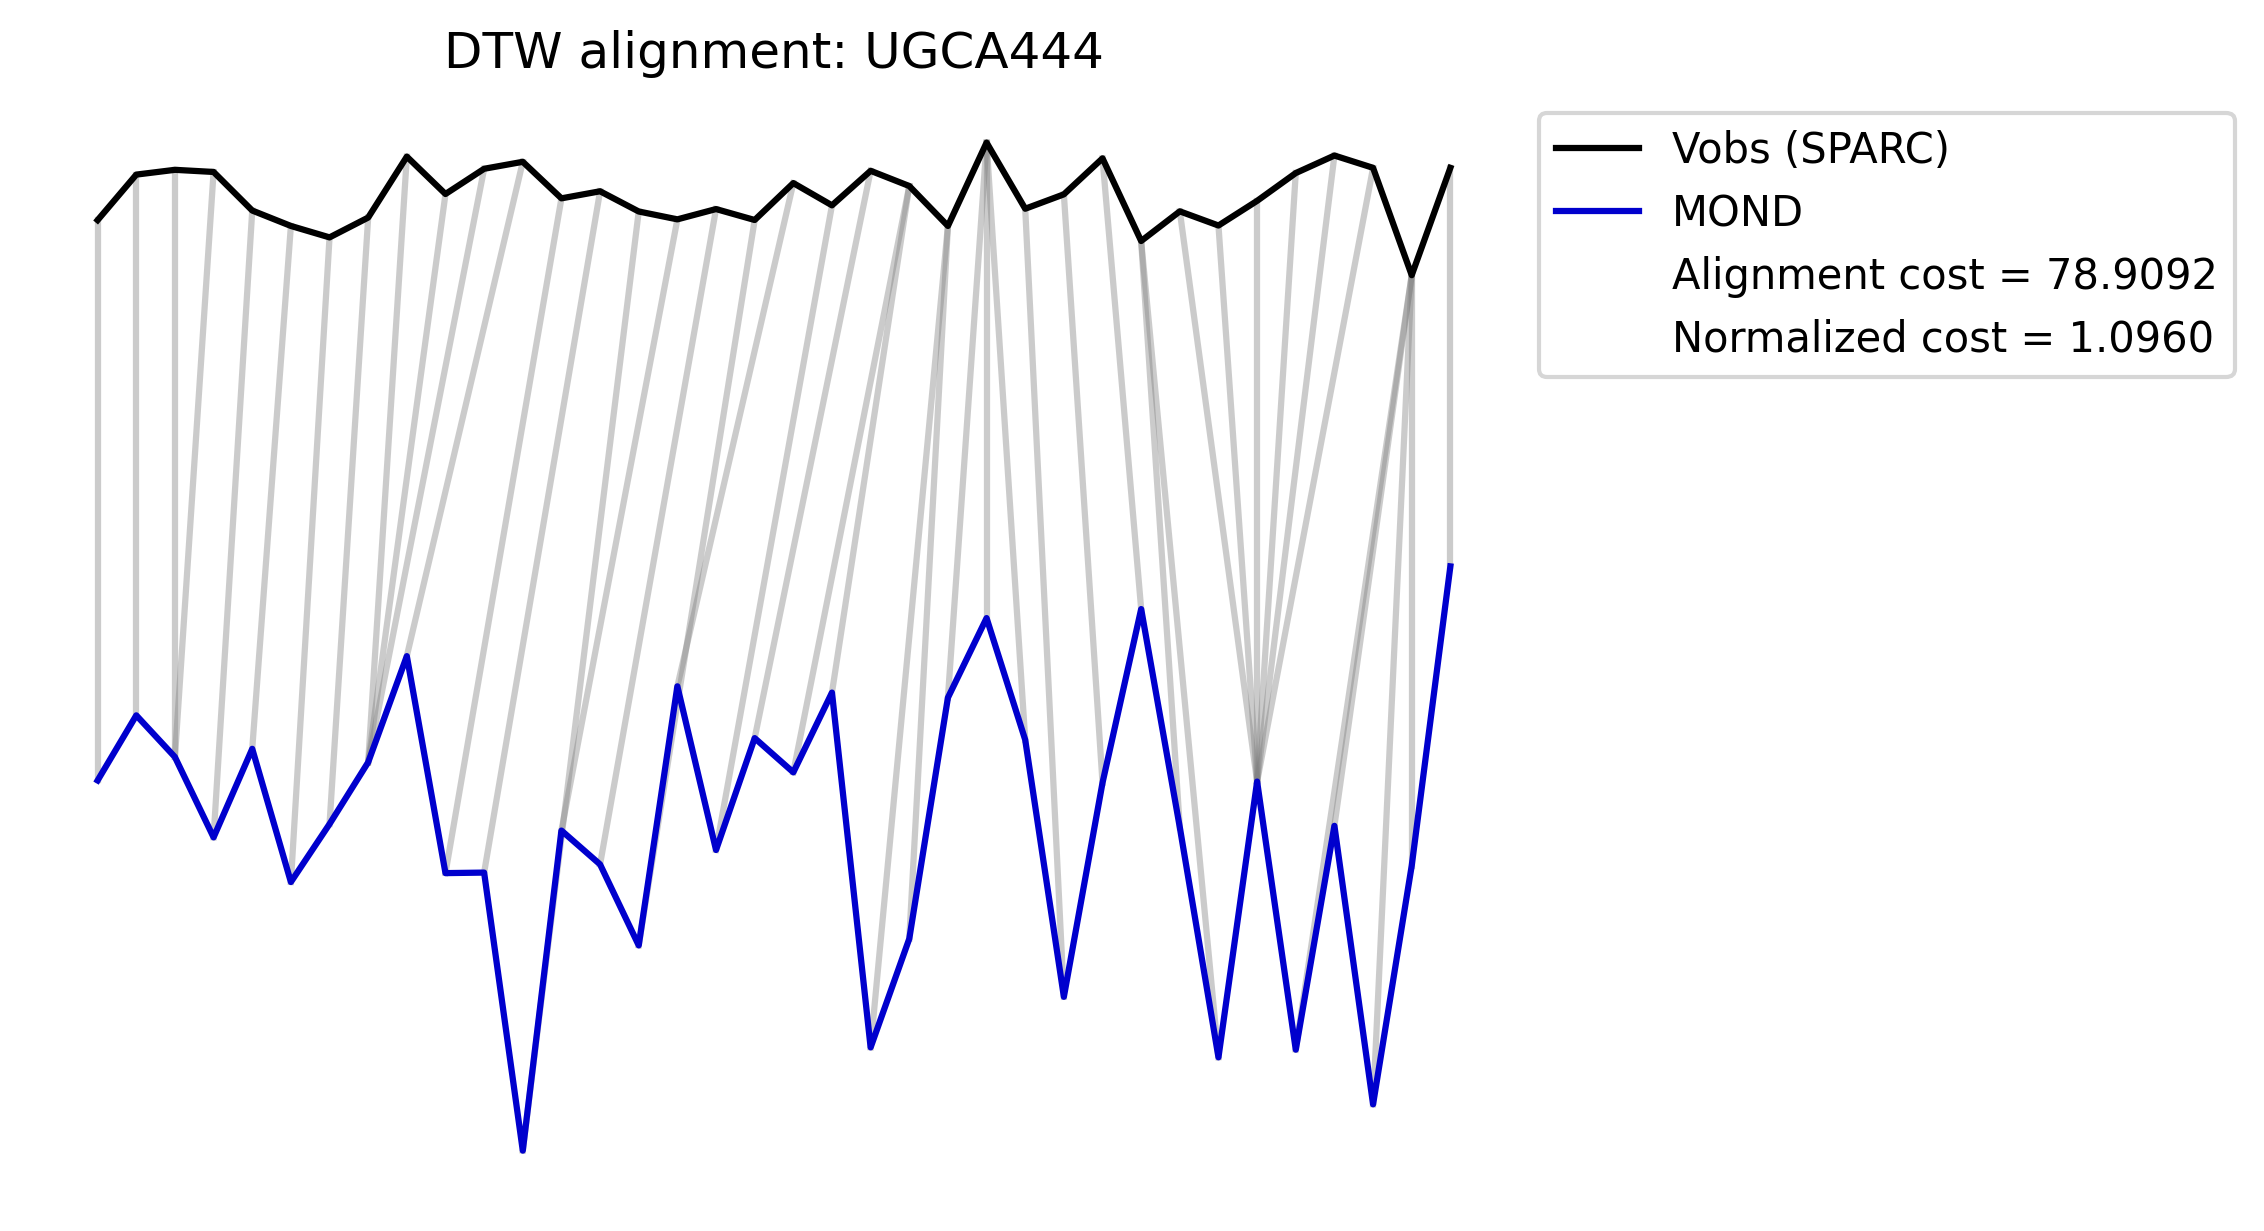 DTW alignment: UGCA444
Vobs (SPARC)
MOND
Alignment cost = 78.9092
Normalized cost = 1.0960